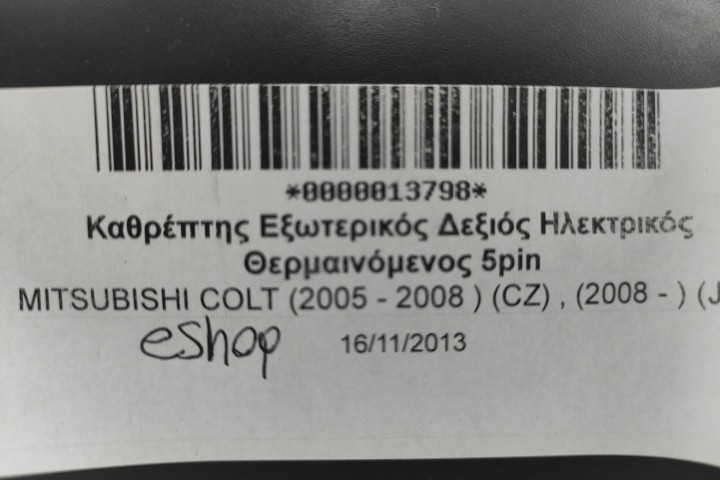 *0000013798*
Καθρέπτης Εξωτερικός Δεξιός Ηλεκτρικός
Θερμαινόμενος 5pin
MITSUBISHI COLT (2005 - 2008 ) (CZ) , (2008 - ) (J
eshop 16/11/2013